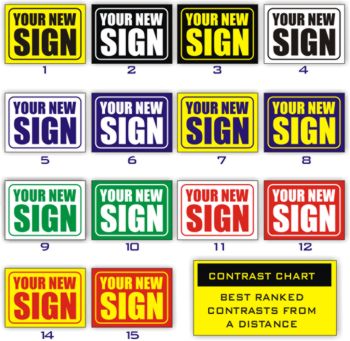 YOUR NEW
SIGN
1
YOUR NEW
SIGN
2
YOUR NEW
SIGN
3
YOUR NEW
SIGN
4
YOUR NEW
SIGN
5
YOUR NEW
SIGN
6
YOUR NEW
SIGN
7
YOUR NEW
SIGN
8
YOUR NEW
SIGN
9
YOUR NEW
SIGN
10
YOUR NEW
SIGN
11
YOUR NEW
SIGN
12
YOUR NEW
SIGN
14
YOUR NEW
SIGN
15
CONTRAST CHART
BEST RANKED
CONTRASTS FROM
A DISTANCE